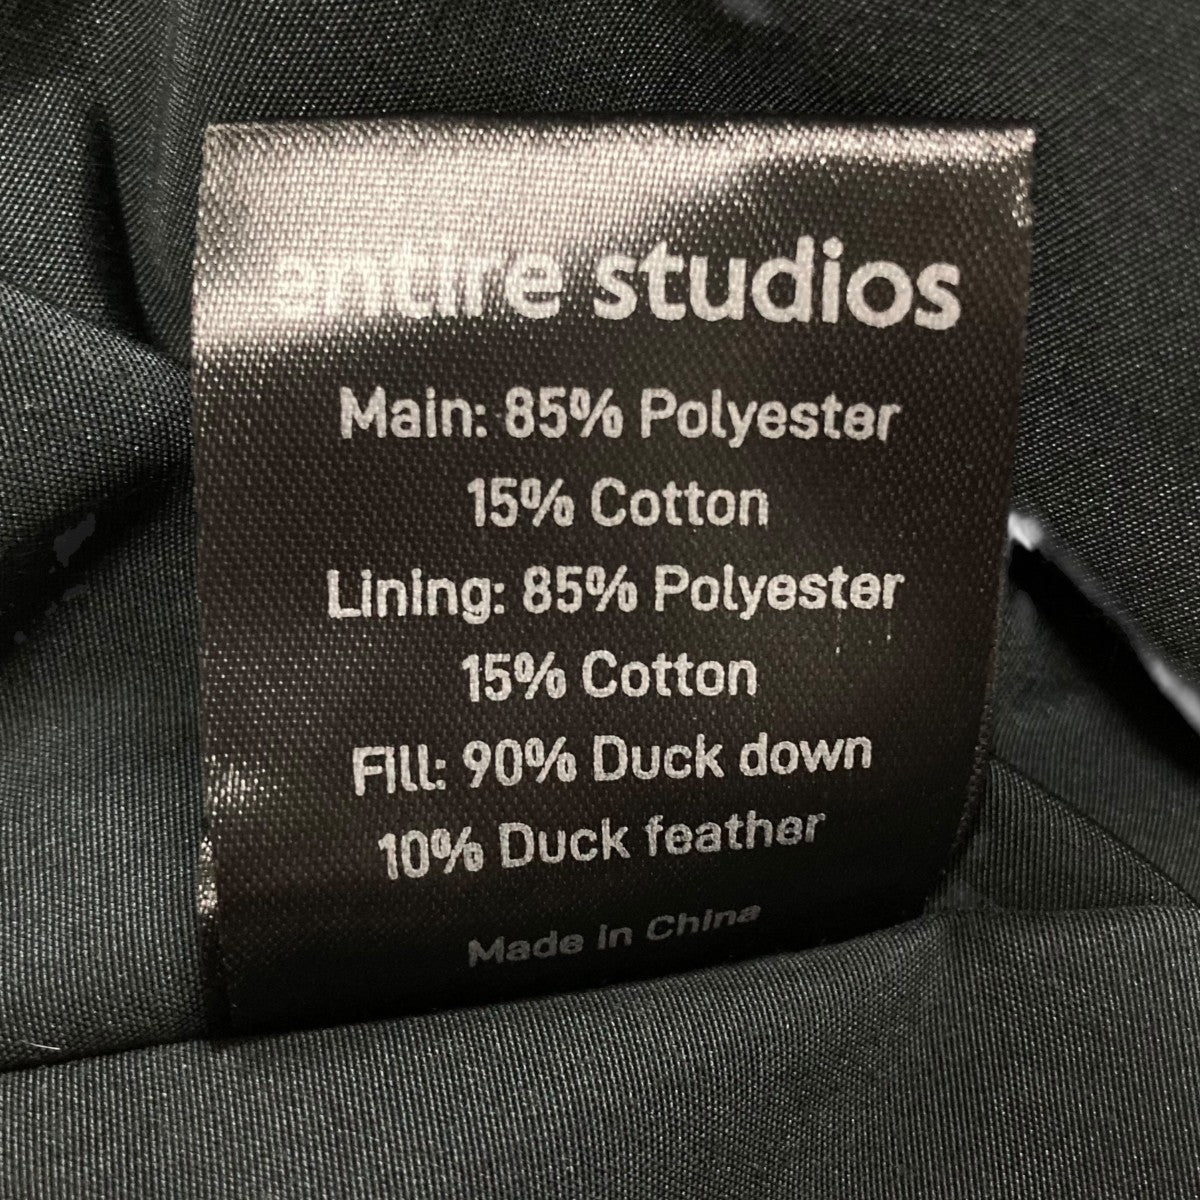 entire studios
Main: 85% Polyester
15% Cotton
Lining: 85% Polyester
15% Cotton
Fill: 90% Duck down
10% Duck feather
Made in China